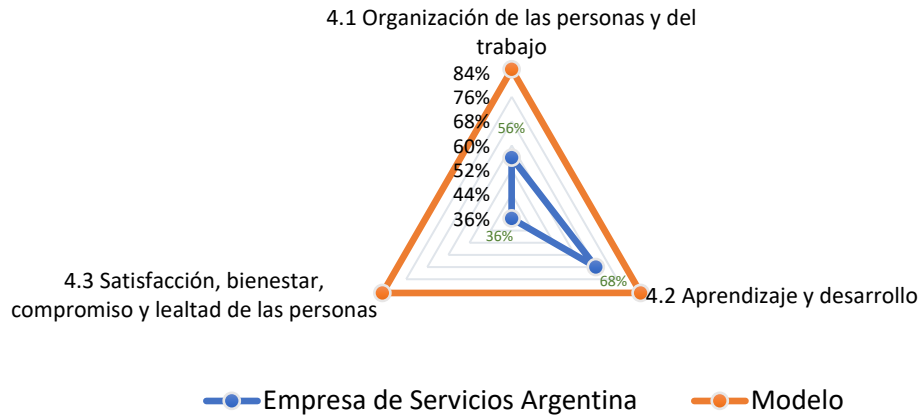 4.1 Organización de las personas y del
trabajo
84%
76%
68%
60%
52%
44%
36%
56%
36%
68%
4.3 Satisfacción, bienestar,
compromiso y lealtad de las personas
4.2 Aprendizaje y desarrollo
Empresa de Servicios Argentina
Modelo